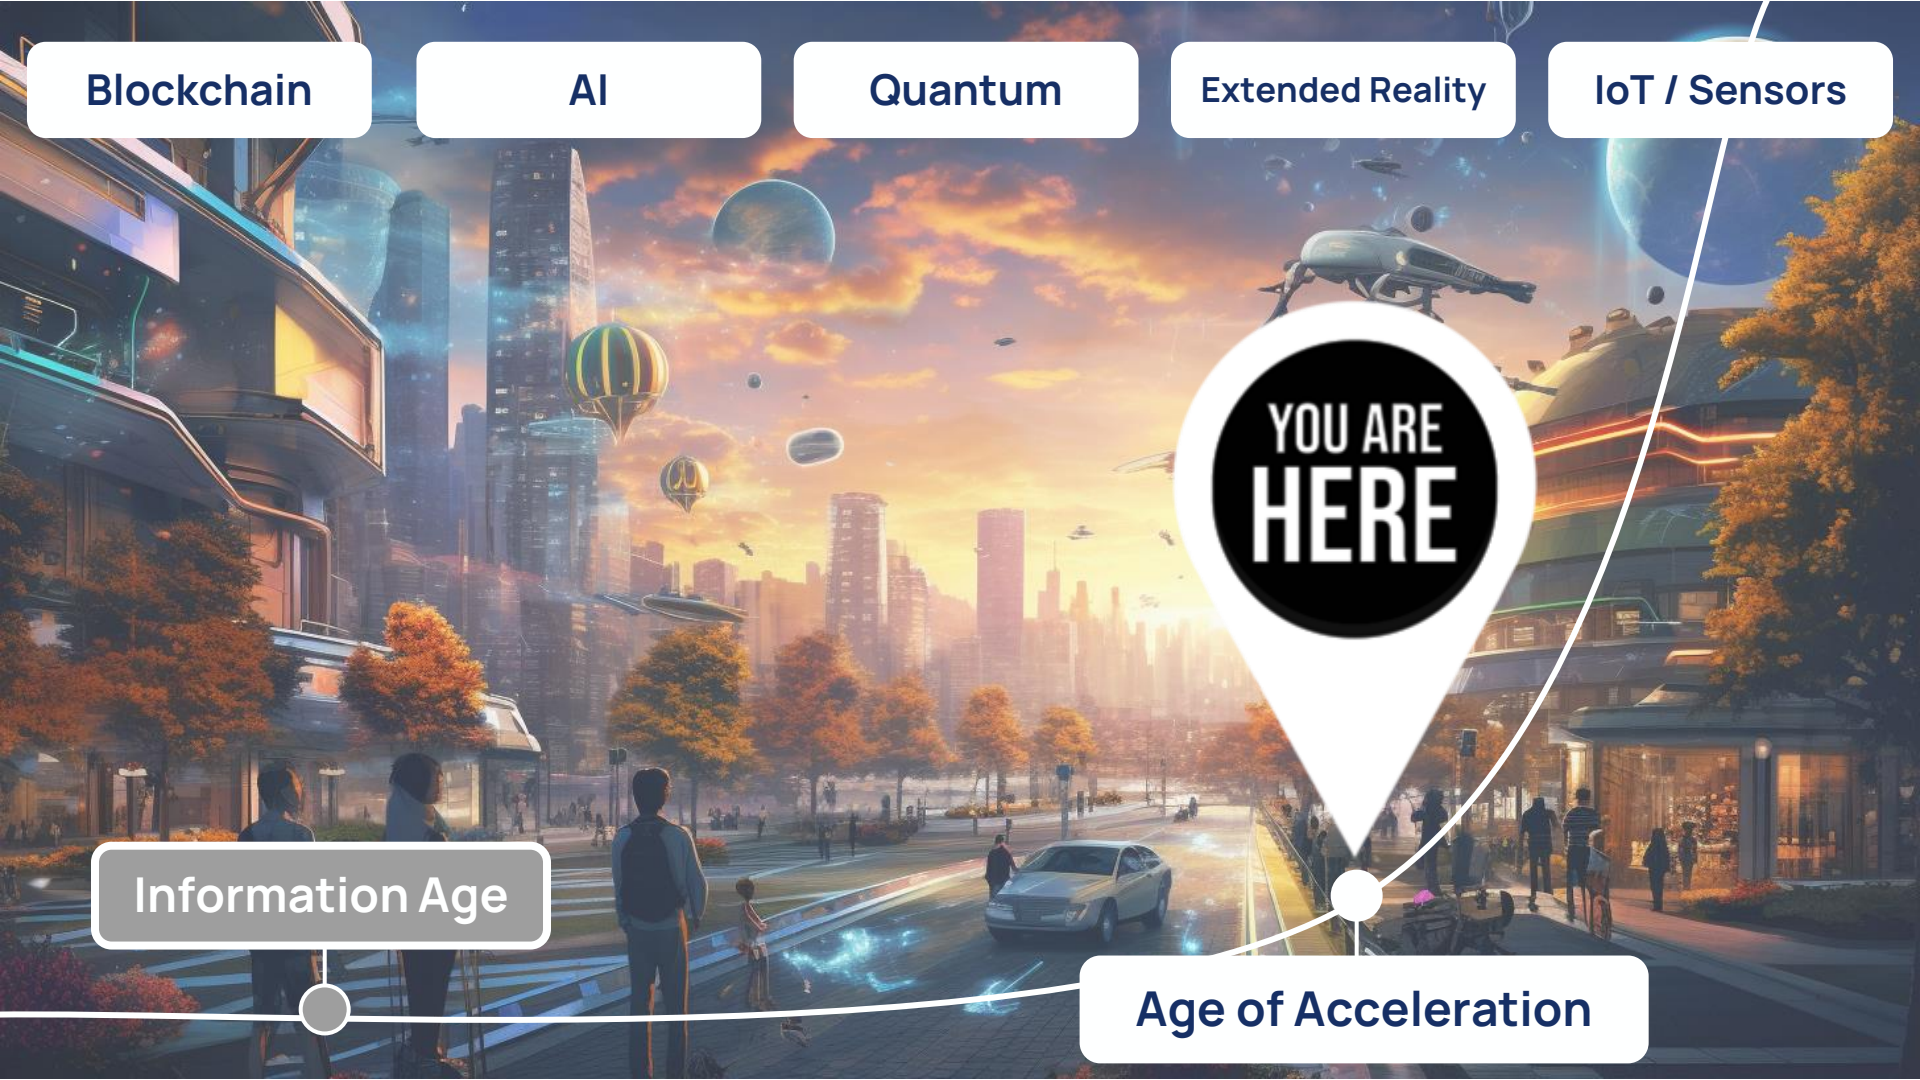 Blockchain
AI
Quantum
Extended Reality
IoT / Sensors
YOU ARE
HERE
Information Age
Age of Acceleration